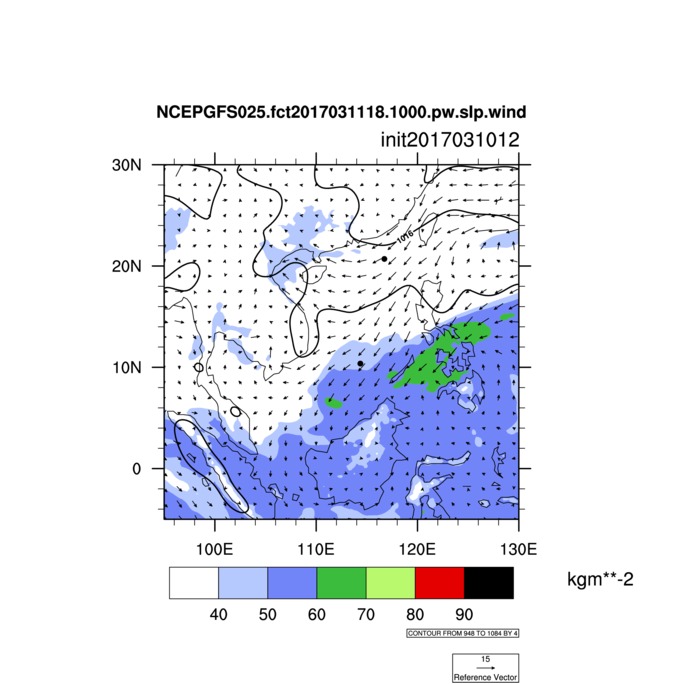 NCEPGFS025.fct2017031118.1000.pw.slp.wind
init2017031012
30N
20N
10N
0
1016
100E 110E 120E 130E
kgm**-2
40 50 60 70 80 90
CONTOUR FROM 948 TO 1084 BY 4
15
Reference Vector